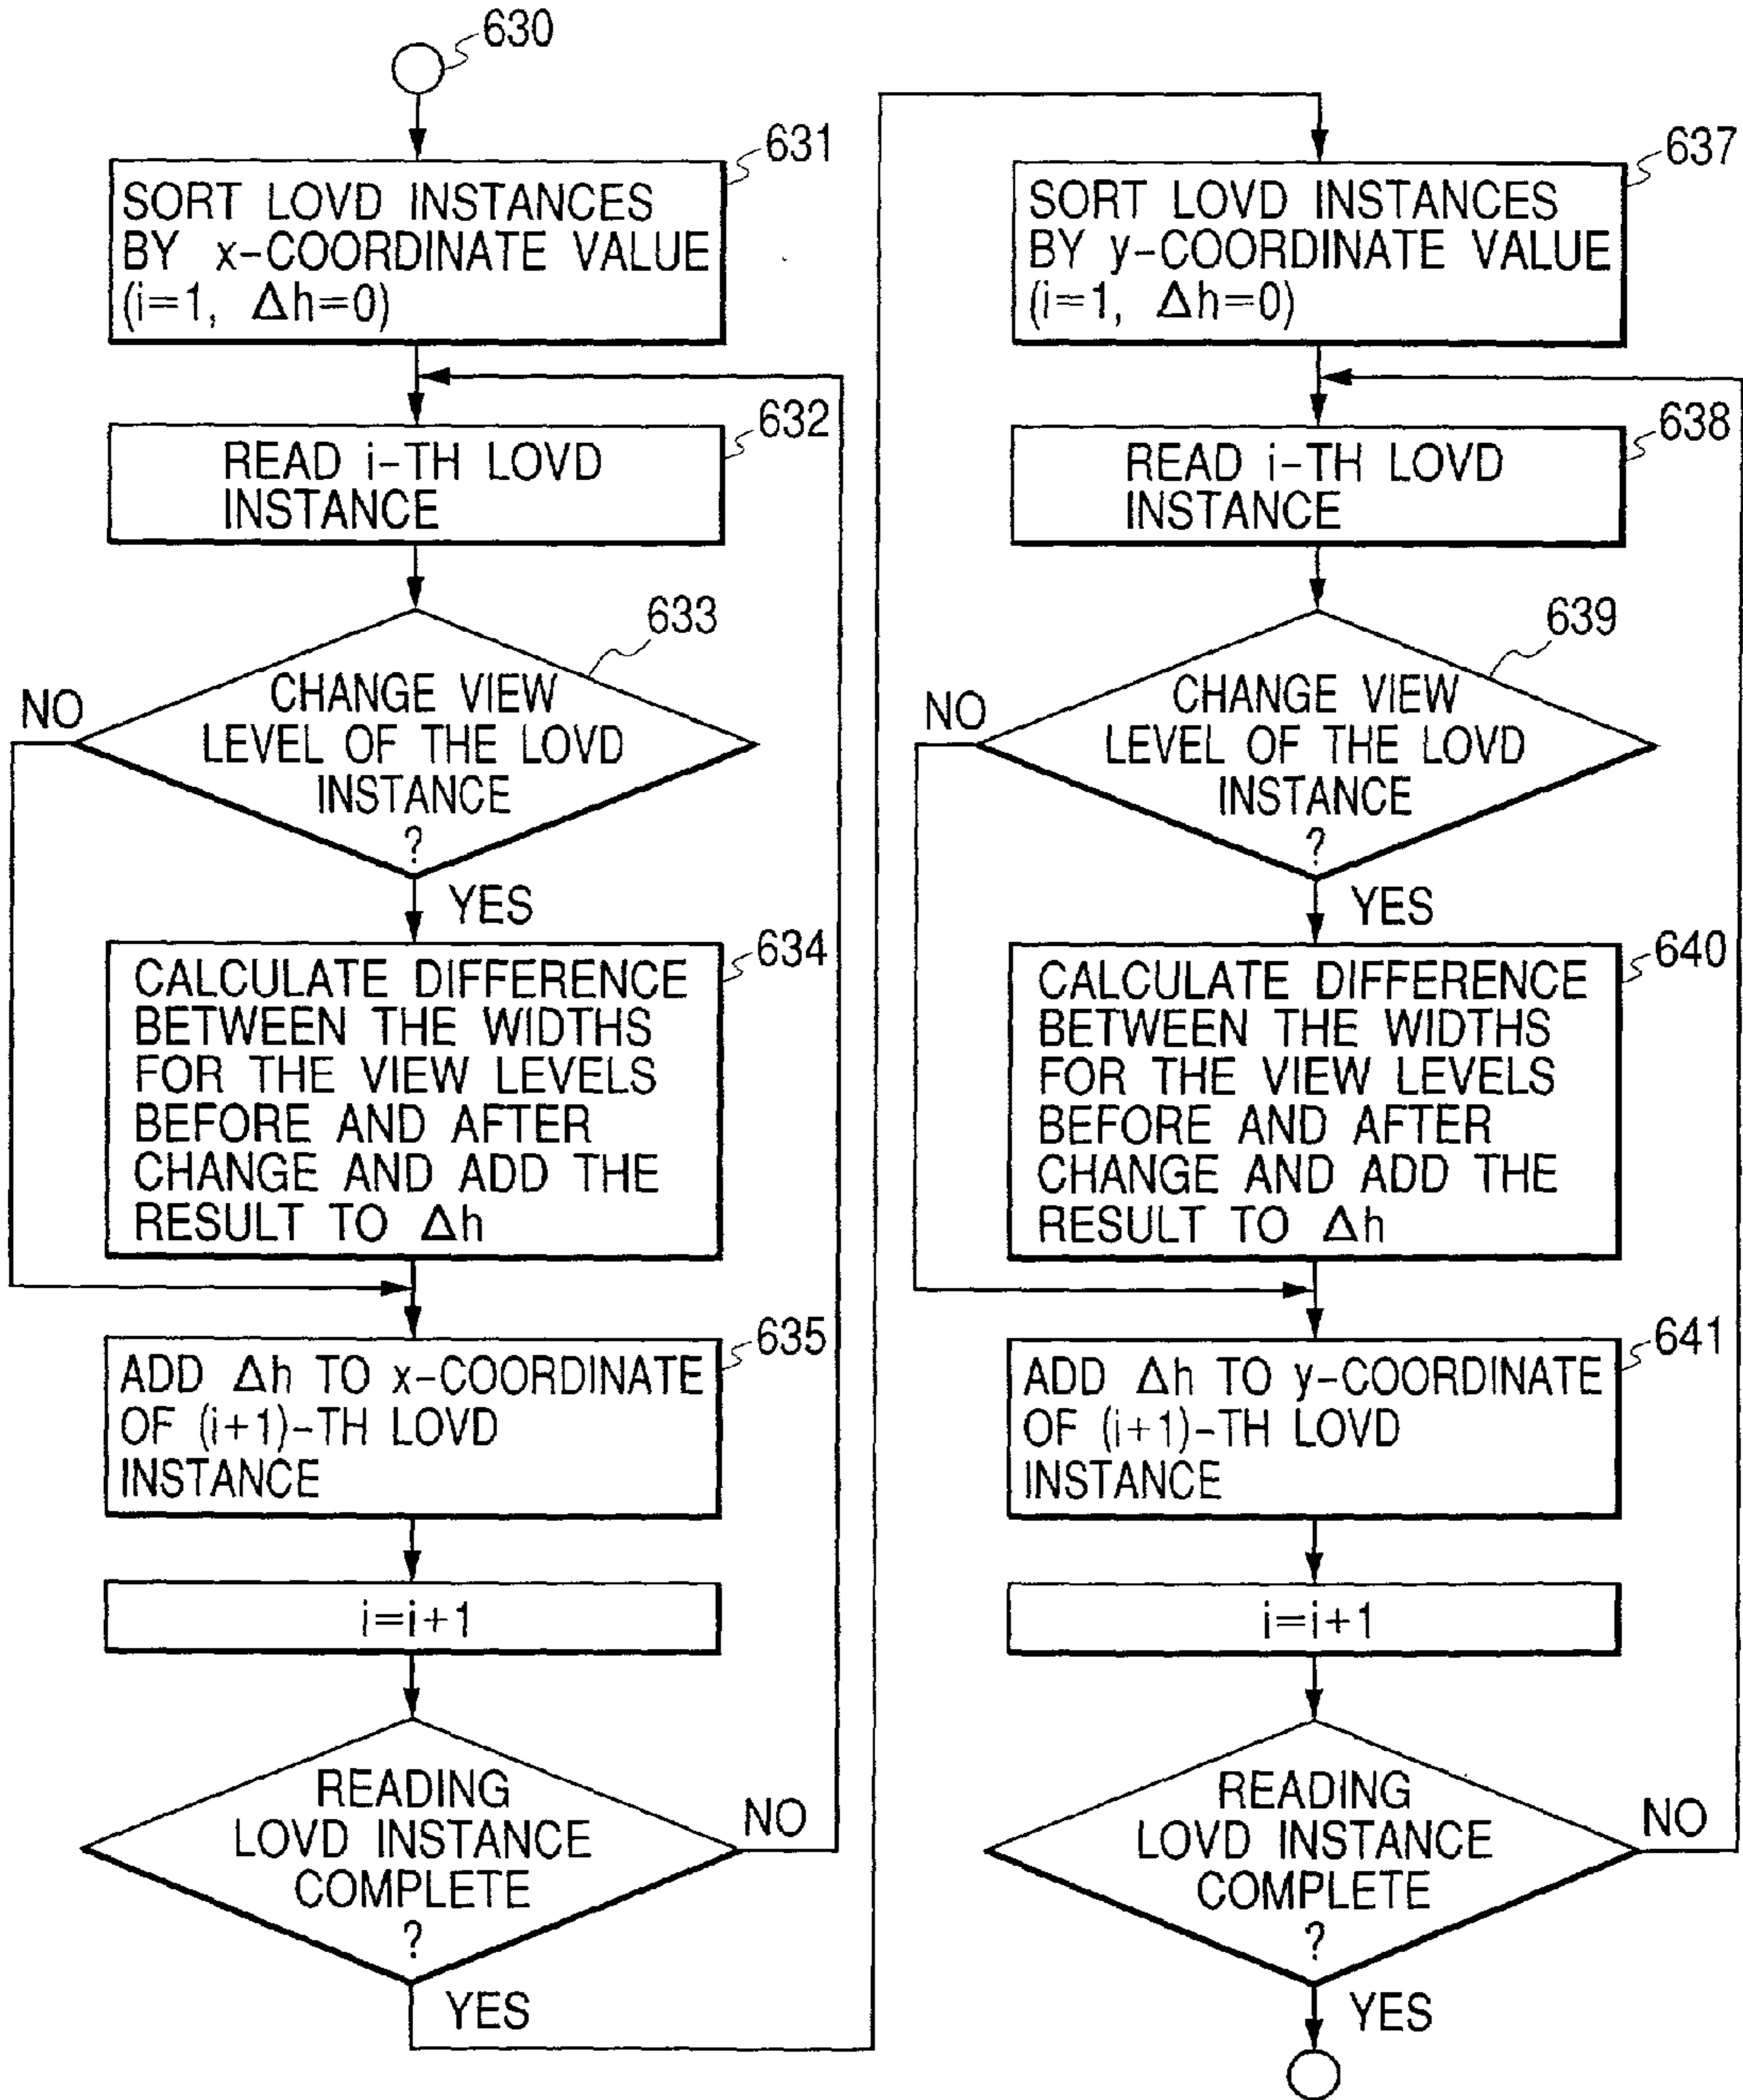 630
631
SORT LOVD INSTANCES
BY x-COORDINATE VALUE
(i=1, Δh=0)
632
READ i-TH LOVD
INSTANCE
633
CHANGE VIEW
LEVEL OF THE LOVD
INSTANCE
?
NO
YES
634
CALCULATE DIFFERENCE
BETWEEN THE WIDTHS
FOR THE VIEW LEVELS
BEFORE AND AFTER
CHANGE AND ADD THE
RESULT TO Δh
635
ADD Δh TO x-COORDINATE
OF (i+1)-TH LOVD
INSTANCE
i=i+1
READING
LOVD INSTANCE
COMPLETE
?
NO
YES
637
SORT LOVD INSTANCES
BY y-COORDINATE VALUE
(i=1, Δh=0)
638
READ i-TH LOVD
INSTANCE
639
CHANGE VIEW
LEVEL OF THE LOVD
INSTANCE
?
NO
YES
640
CALCULATE DIFFERENCE
BETWEEN THE WIDTHS
FOR THE VIEW LEVELS
BEFORE AND AFTER
CHANGE AND ADD THE
RESULT TO Δh
641
ADD Δh TO y-COORDINATE
OF (i+1)-TH LOVD
INSTANCE
i=i+1
READING
LOVD INSTANCE
COMPLETE
?
NO
YES